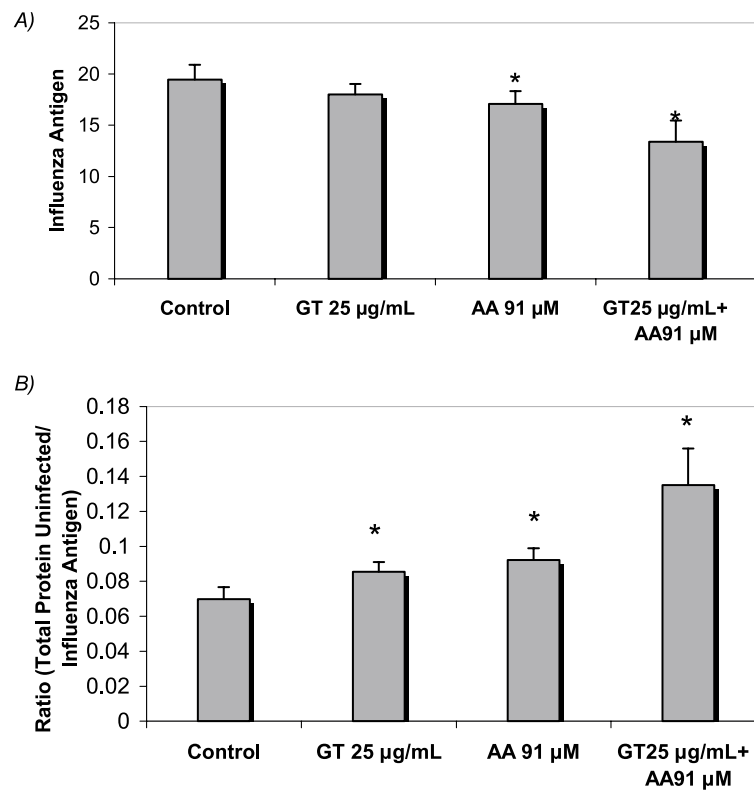 A)
25
20
15
10
5
0
Influenza Antigen
*
*
Control
GT 25 µg/mL
AA 91 µM
GT25 µg/mL+
AA91 µM
B)
0.18
0.16
0.14
0.12
0.1
0.08
0.06
0.04
0.02
0
Ratio (Total Protein Uninfected/
Influenza Antigen)
*
*
*
Control
GT 25 µg/mL
AA 91 µM
GT25 µg/mL+
AA91 µM